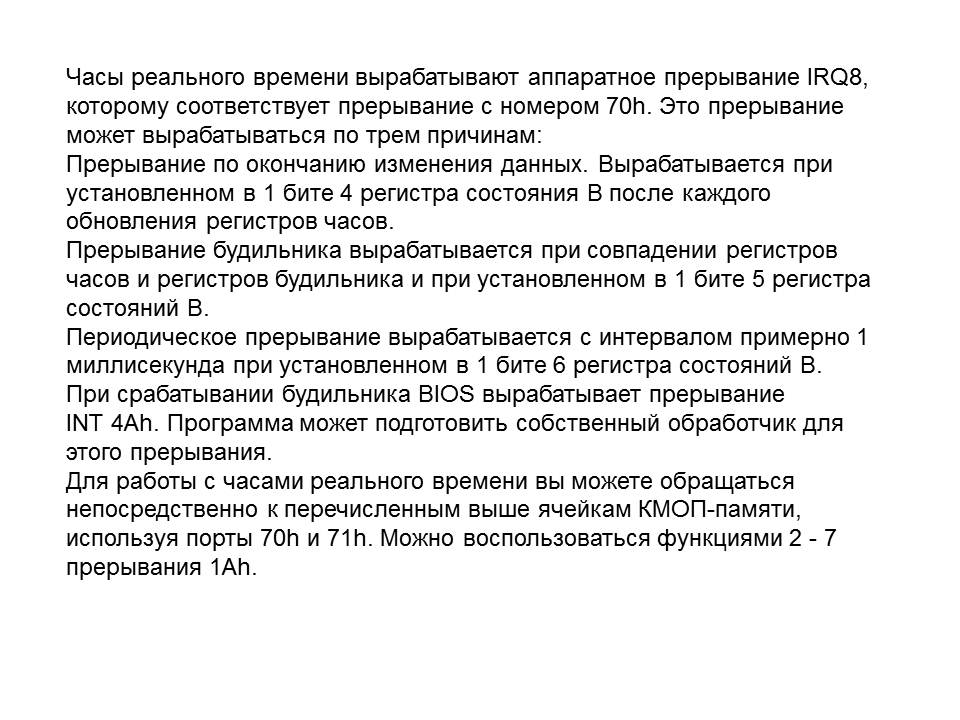 Часы реального времени вырабатывают аппаратное прерывание IRQ8,
которому соответствует прерывание с номером 70h. Это прерывание
может вырабатываться по трем причинам:
Прерывание по окончанию изменения данных. Вырабатывается при
установленном в 1 бите 4 регистра состояния B после каждого
обновления регистров часов.
Прерывание будильника вырабатывается при совпадении регистров
часов и регистров будильника и при установленном в 1 бите 5 регистра
состояний B.
Периодическое прерывание вырабатывается с интервалом примерно 1
миллисекунда при установленном в 1 бите 6 регистра состояний B.
При срабатывании будильника BIOS вырабатывает прерывание
INT 4Ah. Программа может подготовить собственный обработчик для
этого прерывания.
Для работы с часами реального времени вы можете обращаться
непосредственно к перечисленным выше ячейкам КМОП-памяти,
используя порты 70h и 71h. Можно воспользоваться функциями 2 - 7
прерывания 1Ah.